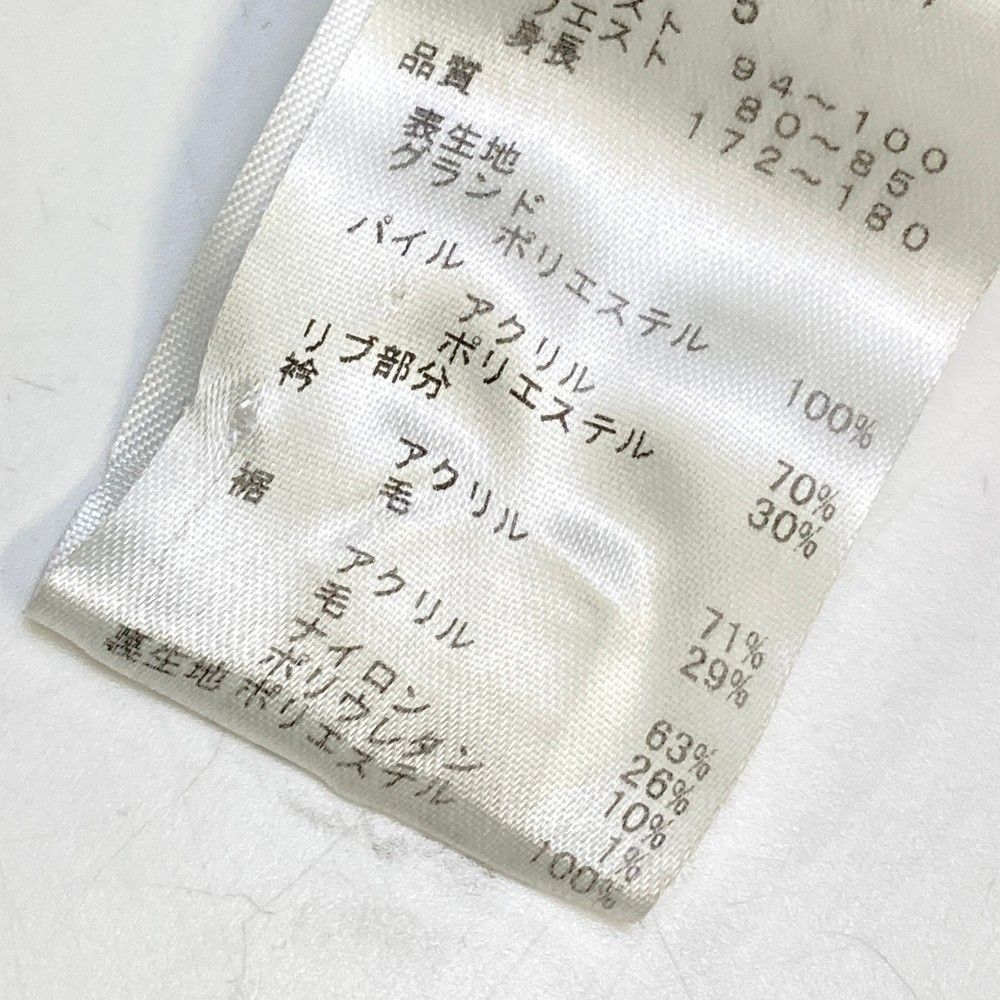 5
スト 94～100
ウエスト 80～85
身長 172～180
品質
表生地
グランド
ポリエステル 100%
パイル
アクリル 70%
ポリエステル 30%
リブ部分
衿
アクリル 71%
毛 29%
裾
アクリル 63%
毛 26%
ナイロン 10%
ポリウレタン 1%
裏生地 ポリエステル 100%